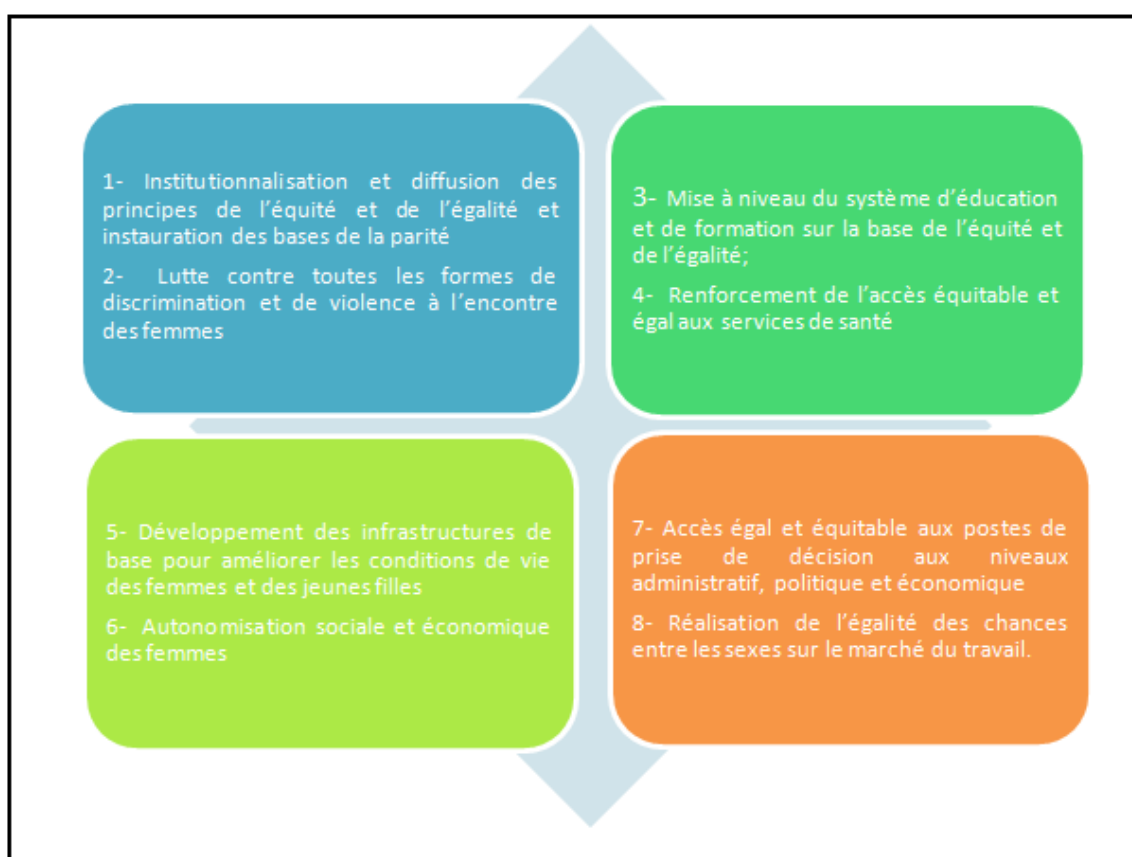 1- Institutionnalisation et diffusion des
principes de l’équité et de l’égalité et
instauration des bases de la parité
2- Lutte contre toutes les formes de
discrimination et de violence à l’encontre
des femmes
3- Mise à niveau du système d’éducation
et de formation sur la base de l’équité et
de l’égalité;
4- Renforcement de l’accès équitable et
égal aux services de santé
5- Développement des infrastructures de
base pour améliorer les conditions de vie
des femmes et des jeunes filles
6- Autonomisation sociale et économique
des femmes
7- Accès égal et équitable aux postes de
prise de décision aux niveaux
administratif, politique et économique
8- Réalisation de l’égalité des chances
entre les sexes sur le marché du travail.